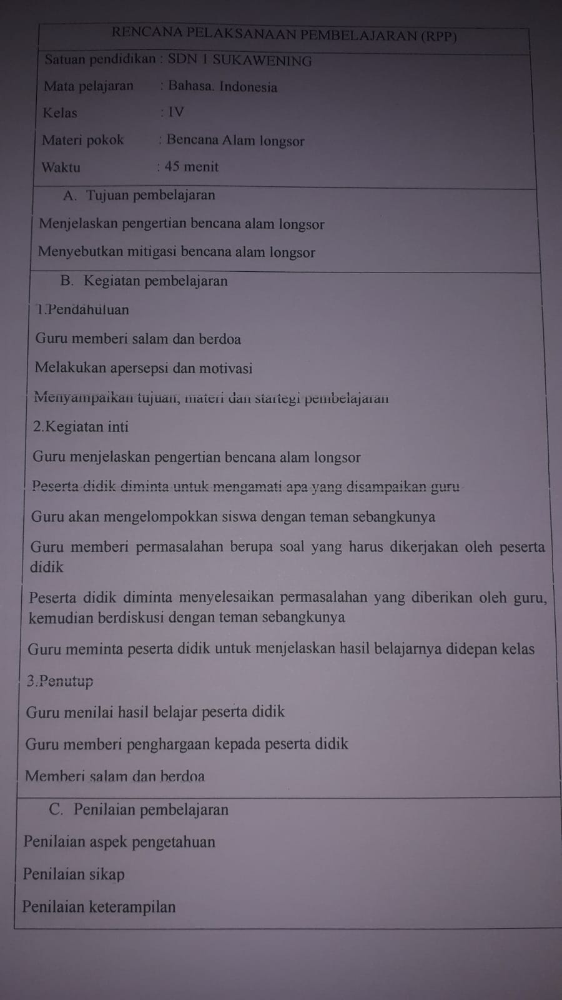 RENCANA PELAKSANAAN PEMBELAJARAN (RPP)
Satuan pendidikan : SDN 1 SUKAWENING
Mata pelajaran : Bahasa. Indonesia
Kelas : IV
Materi pokok : Bencana Alam longsor
Waktu : 45 menit
A. Tujuan pembelajaran
Menjelaskan pengertian bencana alam longsor
Menyebutkan mitigasi bencana alam longsor
B. Kegiatan pembelajaran
1.Pendahuluan
Guru memberi salam dan berdoa
Melakukan apersepsi dan motivasi
Menyampaikan tujuan, materi dan startegi pembelajaran
2.Kegiatan inti
Guru menjelaskan pengertian bencana alam longsor
Peserta didik diminta untuk mengamati apa yang disampaikan guru
Guru akan mengelompokkan siswa dengan teman sebangkunya
Guru memberi permasalahan berupa soal yang harus dikerjakan oleh peserta
didik
Peserta didik diminta menyelesaikan permasalahan yang diberikan oleh guru,
kemudian berdiskusi dengan teman sebangkunya
Guru meminta peserta didik untuk menjelaskan hasil belajarnya didepan kelas
3.Penutup
Guru menilai hasil belajar peserta didik
Guru memberi penghargaan kepada peserta didik
Memberi salam dan berdoa
C. Penilaian pembelajaran
Penilaian aspek pengetahuan
Penilaian sikap
Penilaian keterampilan